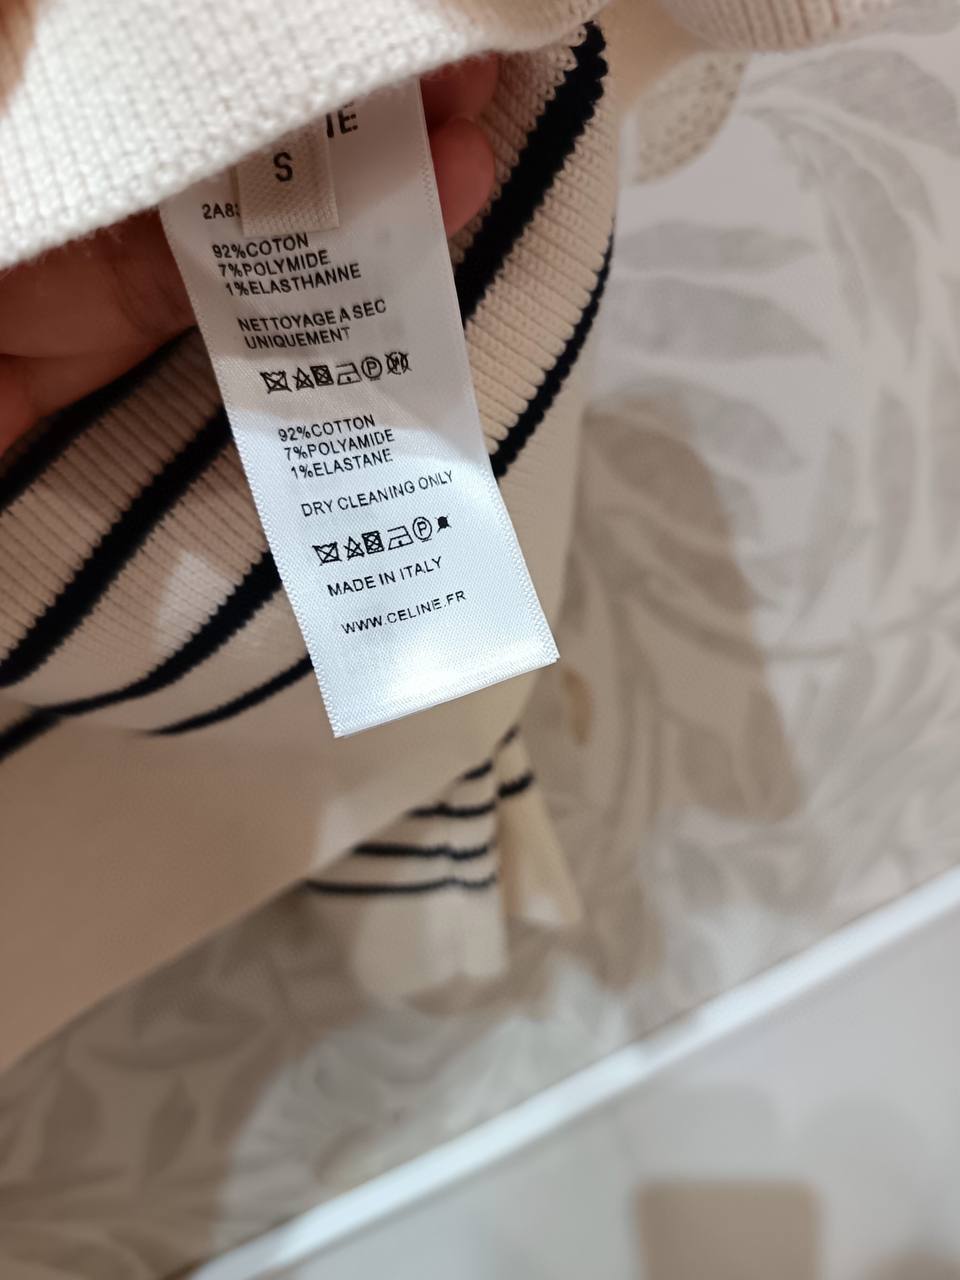 S
92%COTON
7%POLYMIDE
1%ELASTHANNE
NETTOYAGE A SEC
UNIQUEMENT
P
92%COTTON
7%POLYAMIDE
1%ELASTANE
DRY CLEANING ONLY
P
MADE IN ITALY
WWW.CELINE.FR